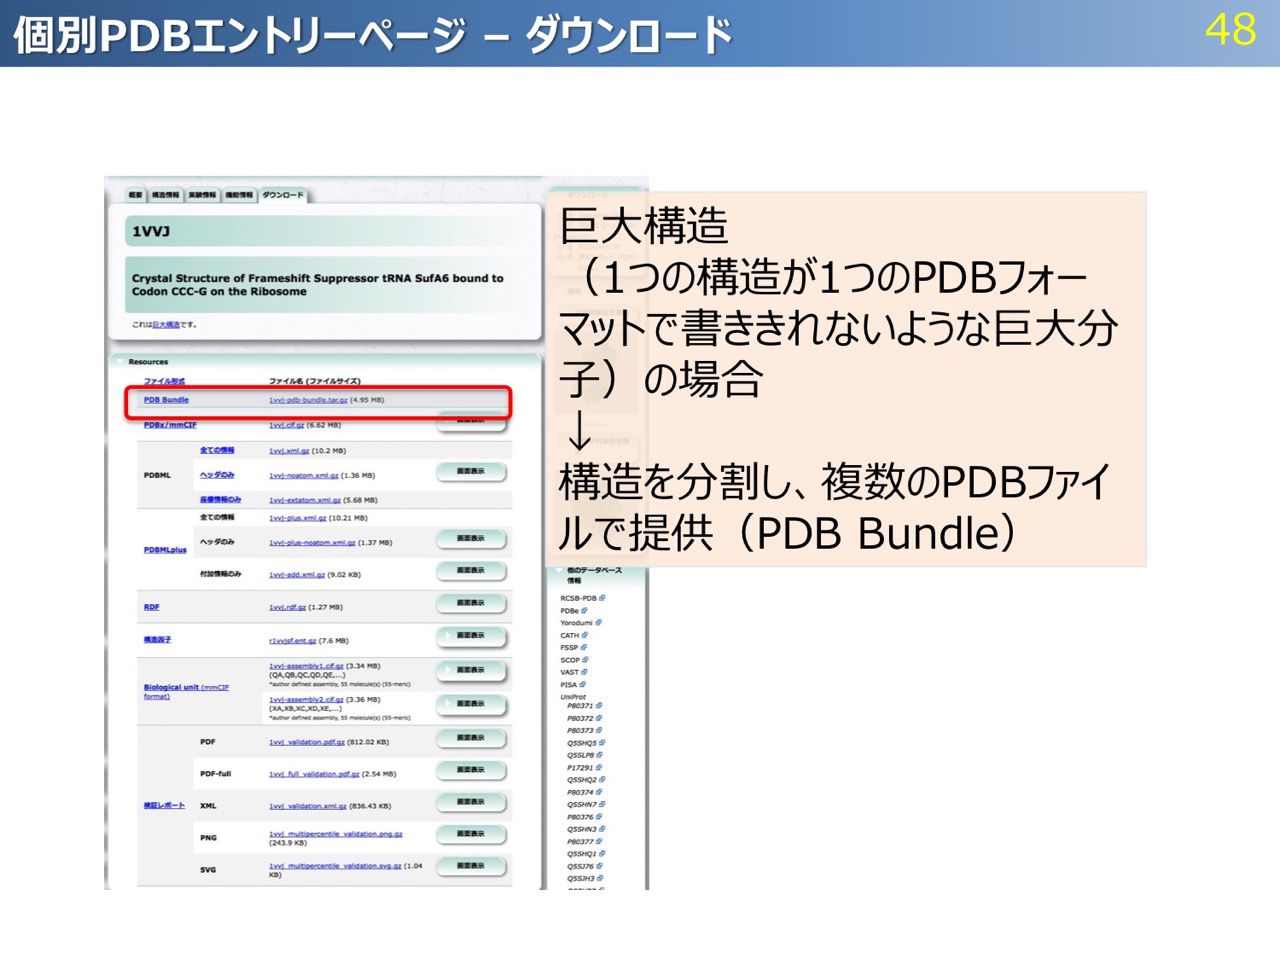 個別PDBエントリーページ – ダウンロード
48
概要 構造情報 実験情報 機能情報 ダウンロード
1VVJ
Crystal Structure of Frameshift Suppressor tRNA SufA6 bound to
Codon CCC-G on the Ribosome
これは巨大構造です。
Resources
ファイル形式 ファイル名 (ファイルサイズ)
PDB Bundle 1vvj-pdb-bundle.tar.gz (4.95 MB)
PDBx/mmCIF 1vvj.cif.gz (6.62 MB) 画面表示
全ての情報 1vvj.xml.gz (10.2 MB)
PDBML ヘッダのみ 1vvj-noatom.xml.gz (1.36 MB) 画面表示
座標情報のみ 1vvj-extatom.xml.gz (5.68 MB)
全ての情報 1vvj-plus.xml.gz (10.21 MB)
ヘッダのみ 1vvj-plus-noatom.xml.gz (1.37 MB) 画面表示
PDBMLplus
付加情報のみ 1vvj-add.xml.gz (9.02 KB) 画面表示
RDF 1vvj.rdf.gz (1.27 MB) 画面表示
構造因子 r1vvjsf.ent.gz (7.6 MB) 画面表示
1vvj-assembly1.cif.gz (3.34 MB) 画面表示
(QA,QB,QC,QD,QE,...)
*author defined assembly, 55 molecule(s) (55-meric)
Biological unit (mmCIF
format)
1vvj-assembly2.cif.gz (3.36 MB) 画面表示
(XA,XB,XC,XD,XE,...)
*author defined assembly, 55 molecule(s) (55-meric)
PDF 1vvj_validation.pdf.gz (812.02 KB) 画面表示
PDF-full 1vvj_full_validation.pdf.gz (2.54 MB) 画面表示
検証レポート XML 1vvj_validation.xml.gz (836.43 KB) 画面表示
PNG 1vvj_multipercentile_validation.png.gz
(243.9 KB) 画面表示
SVG 1vvj_multipercentile_validation.svg.gz (1.04
KB) 画面表示
巨大構造
（1つの構造が1つのPDBフォー
マットで書ききれないような巨大分
子）の場合
↓
構造を分割し、複数のPDBファイ
ルで提供（PDB Bundle）
他のデータベース
情報
RCSB-PDB
PDBe
Yorodumi
CATH
FSSP
SCOP
VAST
PISA
UniProt
P80371
P80372
P80373
Q5SHQ5
Q5SLP8
P17291
Q5SHQ2
P80374
Q5SHN7
P80376
Q5SHN3
P80377
Q5SHQ1
Q5SJ76
Q5SJH3